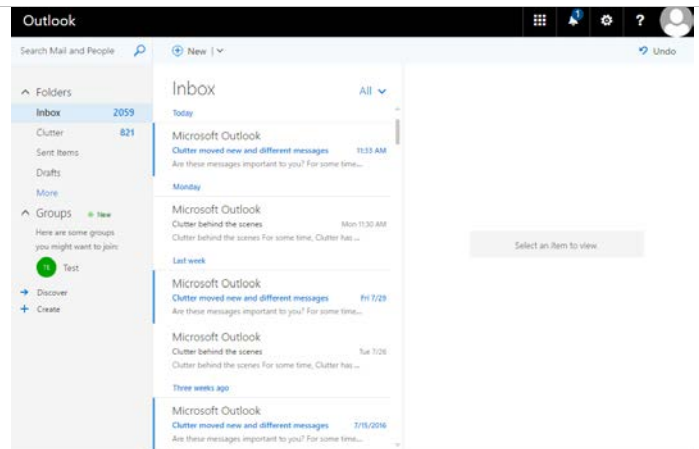 Outlook
1
?
Search Mail and People
New
Undo
Folders
Inbox 2059
Clutter 821
Sent Items
Drafts
More
Groups New
Here are some groups
you might want to join:
TE Test
Discover
Create
Inbox All
Today
Microsoft Outlook
Clutter moved new and different messages 11:33 AM
Are these messages important to you? For some time...
Monday
Microsoft Outlook
Clutter behind the scenes Mon 11:30 AM
Clutter behind the scenes For some time, Clutter has ...
Last week
Microsoft Outlook
Clutter moved new and different messages Fri 7/29
Are these messages important to you? For some time...
Microsoft Outlook
Clutter behind the scenes Tue 7/26
Clutter behind the scenes For some time, Clutter has ...
Three weeks ago
Microsoft Outlook
Clutter moved new and different messages 7/15/2016
Are these messages important to you? For some time...
Select an item to view